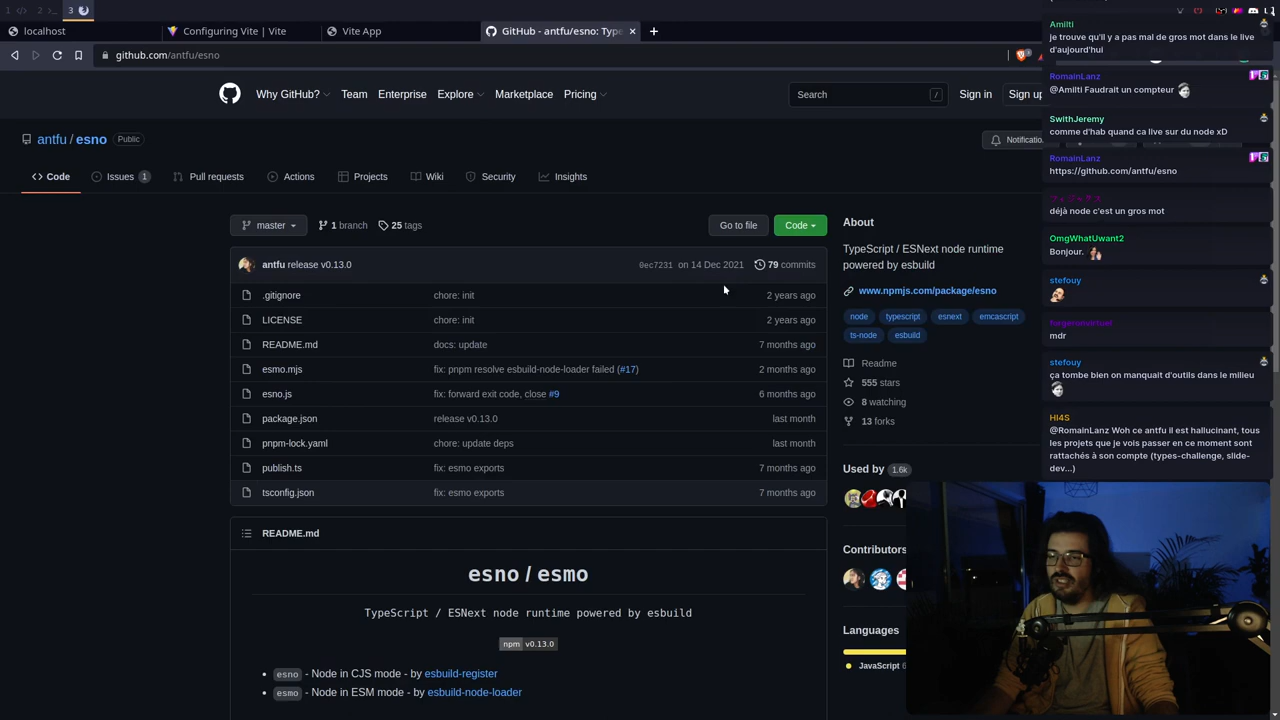 1
2
3
localhost
Configuring Vite | Vite
Vite App
GitHub - antfu/esno: Type
github.com/antfu/esno
Why GitHub?
Team
Enterprise
Explore
Marketplace
Pricing
Search
/
Sign in
Sign up
antfu / esno
Public
Notificatio
Code
Issues 1
Pull requests
Actions
Projects
Wiki
Security
Insights
master
1 branch
25 tags
Go to file
Code
antfu release v0.13.0
0ec7231 on 14 Dec 2021
79 commits
.gitignore chore: init 2 years ago
LICENSE chore: init 2 years ago
README.md docs: update 7 months ago
esmo.mjs fix: pnpm resolve esbuild-node-loader failed (#17) 2 months ago
esno.js fix: forward exit code, close #9 6 months ago
package.json release v0.13.0 last month
pnpm-lock.yaml chore: update deps last month
publish.ts fix: esmo exports 7 months ago
tsconfig.json fix: esmo exports 7 months ago
README.md
esno / esmo
TypeScript / ESNext node runtime powered by esbuild
npm v0.13.0
esno - Node in CJS mode - by esbuild-register
esmo - Node in ESM mode - by esbuild-node-loader
About
TypeScript / ESNext node runtime
powered by esbuild
www.npmjs.com/package/esno
node typescript esnext emcascript
ts-node esbuild
Readme
555 stars
8 watching
13 forks
Used by 1.6k
Contributors
Languages
JavaScript 6
Amilti
je trouve qu'il y a pas mal de gros mot dans le live
d'aujourd'hui
RomainLanz
@Amilti Faudrait un compteur
SwithJeremy
comme d'hab quand ca live sur du node xD
RomainLanz
https://github.com/antfu/esno
déjà node c'est un gros mot
OmgWhatUwant2
Bonjour.
stefouy
forgeronvirtuel
mdr
stefouy
ça tombe bien on manquait d'outils dans le milieu
HI4S
@RomainLanz Woh ce antfu il est hallucinant, tous
les projets que je vois passer en ce moment sont
rattachés à son compte (types-challenge, slide-
dev...)